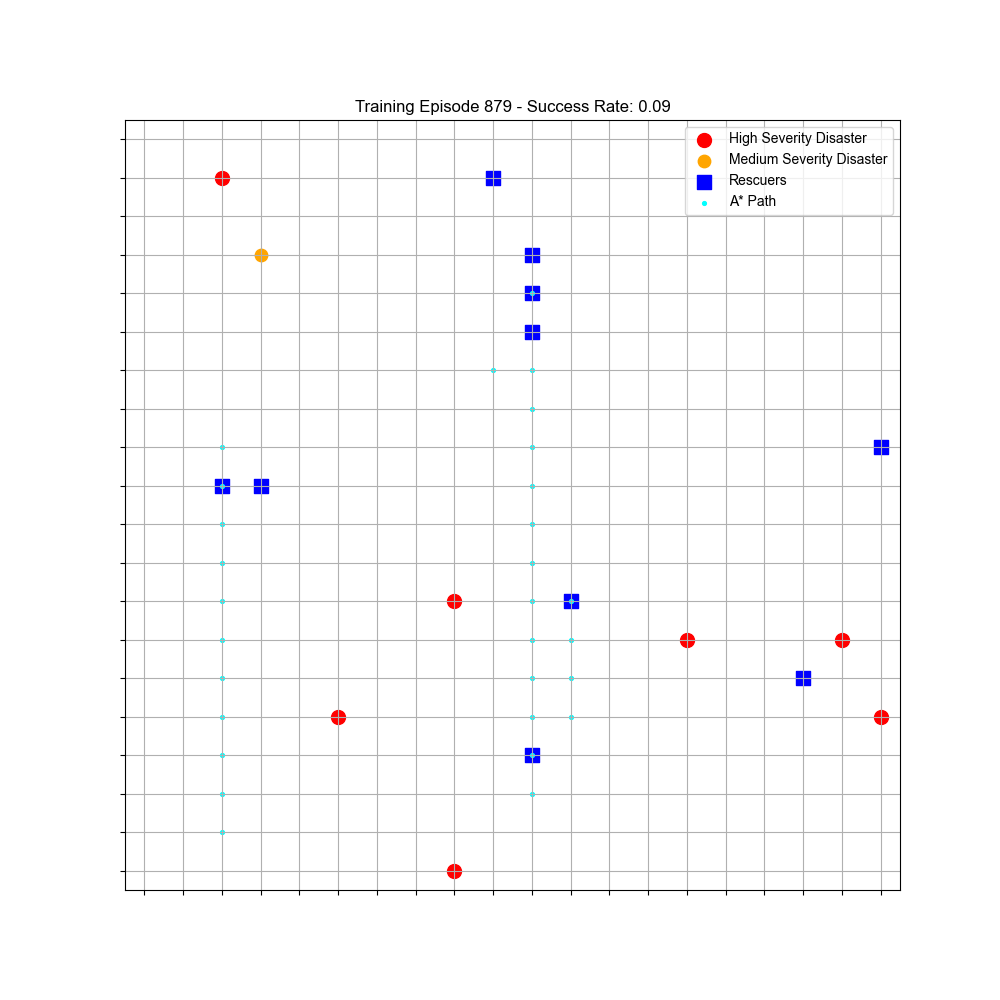 Training Episode 879 - Success Rate: 0.09
High Severity Disaster
Medium Severity Disaster
Rescuers
A* Path